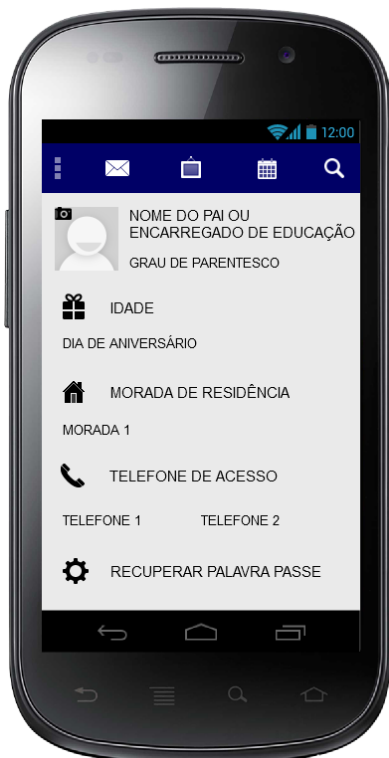 12:00
NOME DO PAI OU
ENCARREGADO DE EDUCAÇÃO
GRAU DE PARENTESCO
IDADE
DIA DE ANIVERSÁRIO
MORADA DE RESIDÊNCIA
MORADA 1
TELEFONE DE ACESSO
TELEFONE 1 TELEFONE 2
RECUPERAR PALAVRA PASSE